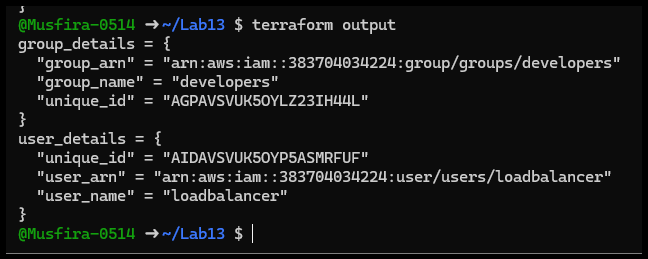 }
@Musfira-0514 ➜ ~/Lab13 $ terraform output
group_details = {
  "group_arn" = "arn:aws:iam::383704034224:group/groups/developers"
  "group_name" = "developers"
  "unique_id" = "AGPAVSVUK5OYLZ23IH44L"
}
user_details = {
  "unique_id" = "AIDAVSVUK5OYP5ASMRFUF"
  "user_arn" = "arn:aws:iam::383704034224:user/users/loadbalancer"
  "user_name" = "loadbalancer"
}
@Musfira-0514 ➜ ~/Lab13 $